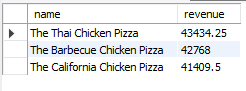 name revenue
The Thai Chicken Pizza 43434.25
The Barbecue Chicken Pizza 42768
The California Chicken Pizza 41409.5